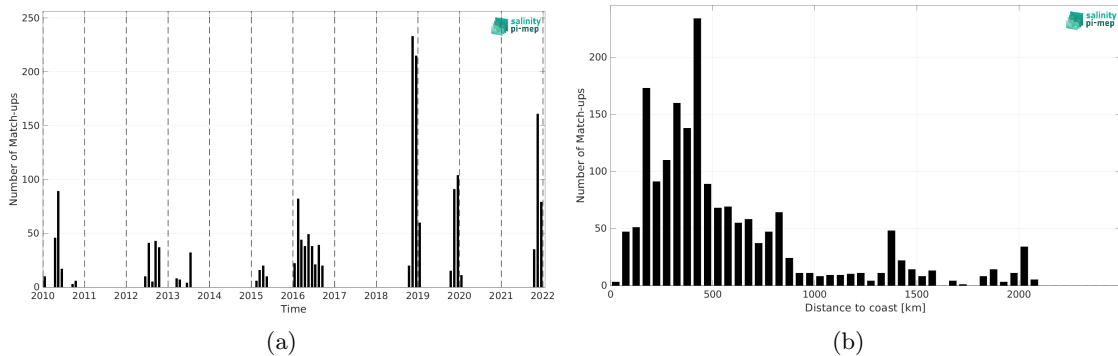 250
200
150
100
50
0
Number of Match-ups
2010 2011 2012 2013 2014 2015 2016 2017 2018 2019 2020 2021 2022
Time
salinity
pi-mep
(a)
200
150
100
50
0
Number of Match-ups
0 500 1000 1500 2000
Distance to coast [km]
salinity
pi-mep
(b)